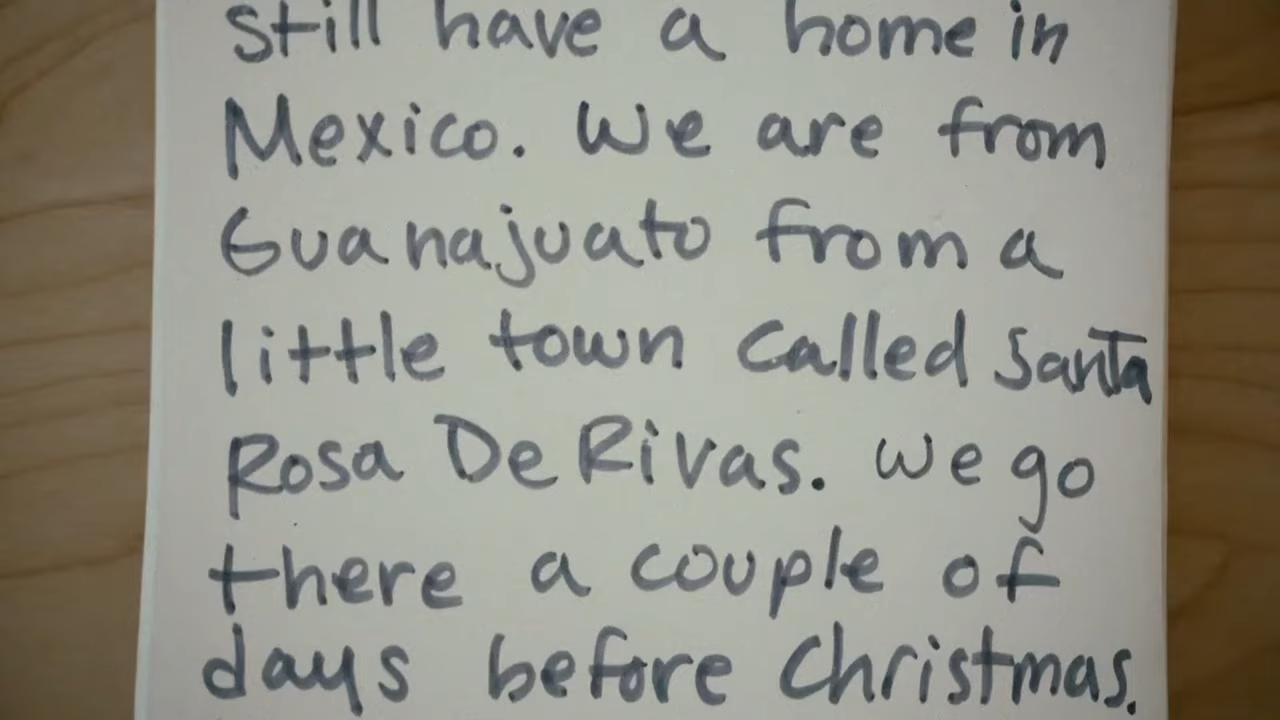 still have a home in
Mexico. We are from
Guanajuato from a
little town called Santa
Rosa De Rivas. We go
there a couple of
days before Christmas.